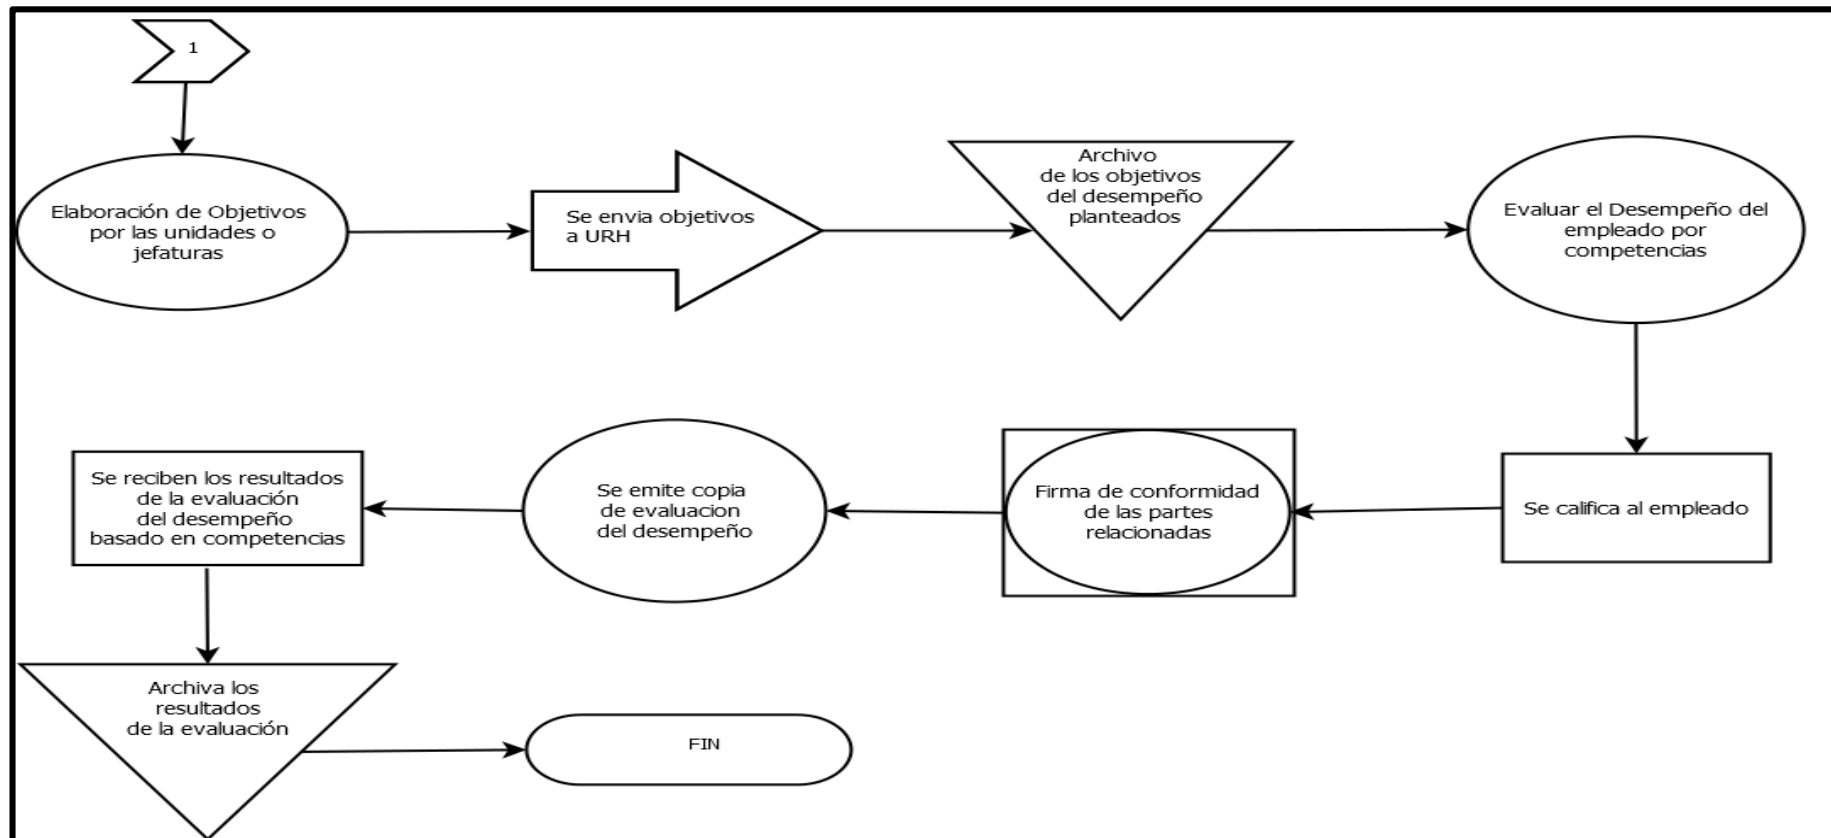 1
Elaboración de Objetivos
por las unidades o
jefaturas
Se envia objetivos
a URH
Archivo
de los objetivos
del desempeño
planteados
Evaluar el Desempeño del
empleado por
competencias
Se califica al empleado
Firma de conformidad
de las partes
relacionadas
Se emite copia
de evaluacion
del desempeño
Se reciben los resultados
de la evaluación
del desempeño
basado en competencias
Archiva los
resultados
de la evaluación
FIN